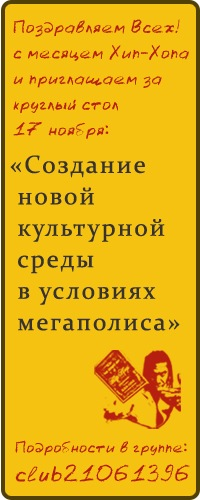 Поздравляем Всех!
с месяцем Хип-Хопа
и приглашаем за
круглый стол
17 ноября:
«Создание
новой
культурной
среды
в условиях
мегаполиса»
Подробности в группе:
club21061396